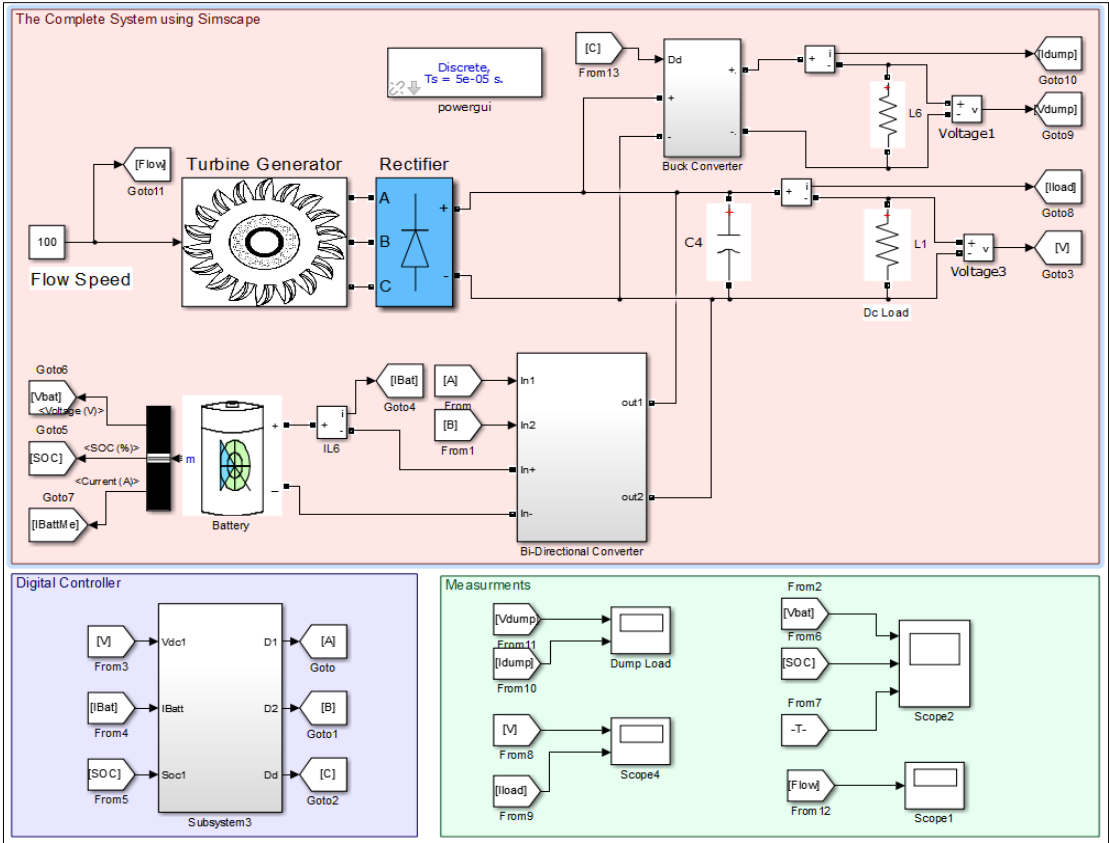 The Complete System using Simscape
Discrete,
Ts = 5e-05 s.
powergui
[C]
From13
Dd
+
-
+
-
Buck Converter
+
i
-
[Idump]
Goto10
L6
+
-
v
Voltage1
[Vdump]
Goto9
[Flow]
Goto11
Turbine Generator
Rectifier
100
Flow Speed
A
B
C
+
-
C4
+
i
-
[Iload]
Goto8
L1
+
-
v
Voltage3
[V]
Goto3
Dc Load
Goto6
[Vbat]
<Voltage (V)>
Goto5
[SOC]
<SOC (%)>
<Current (A)>
Goto7
[IBattMe]
m
+
-
Battery
+
i
-
IL6
[IBat]
Goto4
[A]
From
[B]
From1
In1
In2
In+
In-
out1
out2
Bi-Directional Converter
Digital Controller
[V]
From3
[IBat]
From4
[SOC]
From5
Vdc1
IBatt
Soc1
D1
D2
Dd
Subsystem3
[A]
Goto
[B]
Goto1
[C]
Goto2
Measurments
[Vdump]
From11
[Idump]
From10
Dump Load
[V]
From8
[Iload]
From9
Scope4
From2
[Vbat]
From6
[SOC]
From7
-T-
Scope2
[Flow]
From12
Scope1